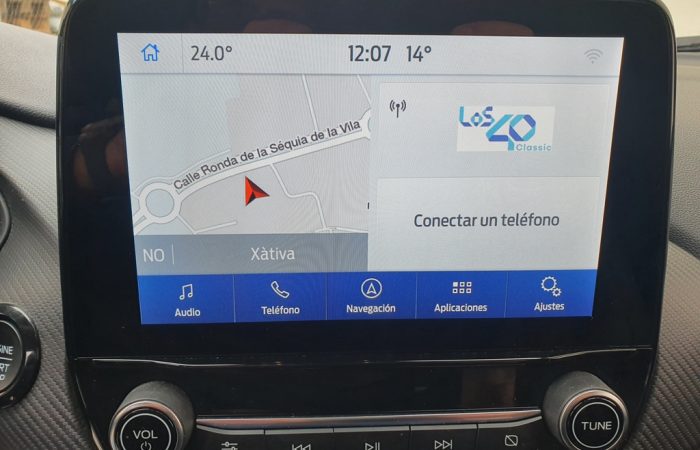 24.0° 12:07 14°
Calle Ronda de la Séquia de la Vila
LOS
40
Classic
Conectar un teléfono
NO Xàtiva
Audio Teléfono Navegación Aplicaciones Ajustes
VOL
TUNE